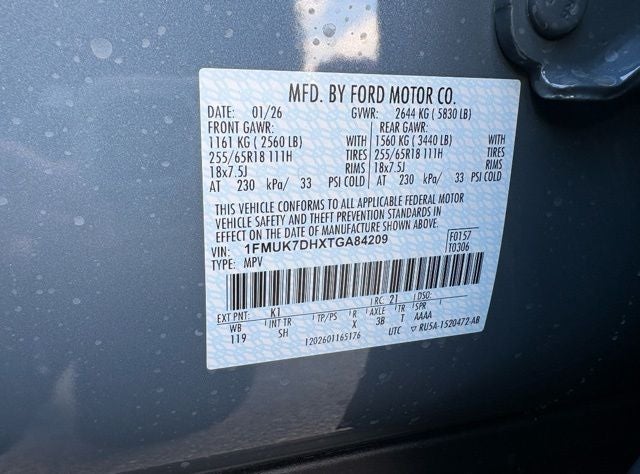 MFD. BY FORD MOTOR CO.
DATE: 01/26 GVWR: 2644 KG ( 5830 LB)
FRONT GAWR: REAR GAWR:
1161 KG ( 2560 LB) WITH 1560 KG ( 3440 LB) WITH
255/65R18 111H TIRES 255/65R18 111H TIRES
18x7.5J RIMS 18x7.5J RIMS
AT 230 kPa/ 33 PSI COLD AT 230 kPa/ 33 PSI COLD
THIS VEHICLE CONFORMS TO ALL APPLICABLE FEDERAL MOTOR
VEHICLE SAFETY AND THEFT PREVENTION STANDARDS IN
EFFECT ON THE DATE OF MANUFACTURE SHOWN ABOVE.
VIN: 1FMUK7DHXTGA84209 F0157
TYPE: MPV T0306
EXT PNT: K1 RC: 21 DSO:
WB INT TR TP/PS R AXLE TR SPR
119 SH X 3B T AAAA
1202601165176 UTC ▽ RU5A-1520472-AB